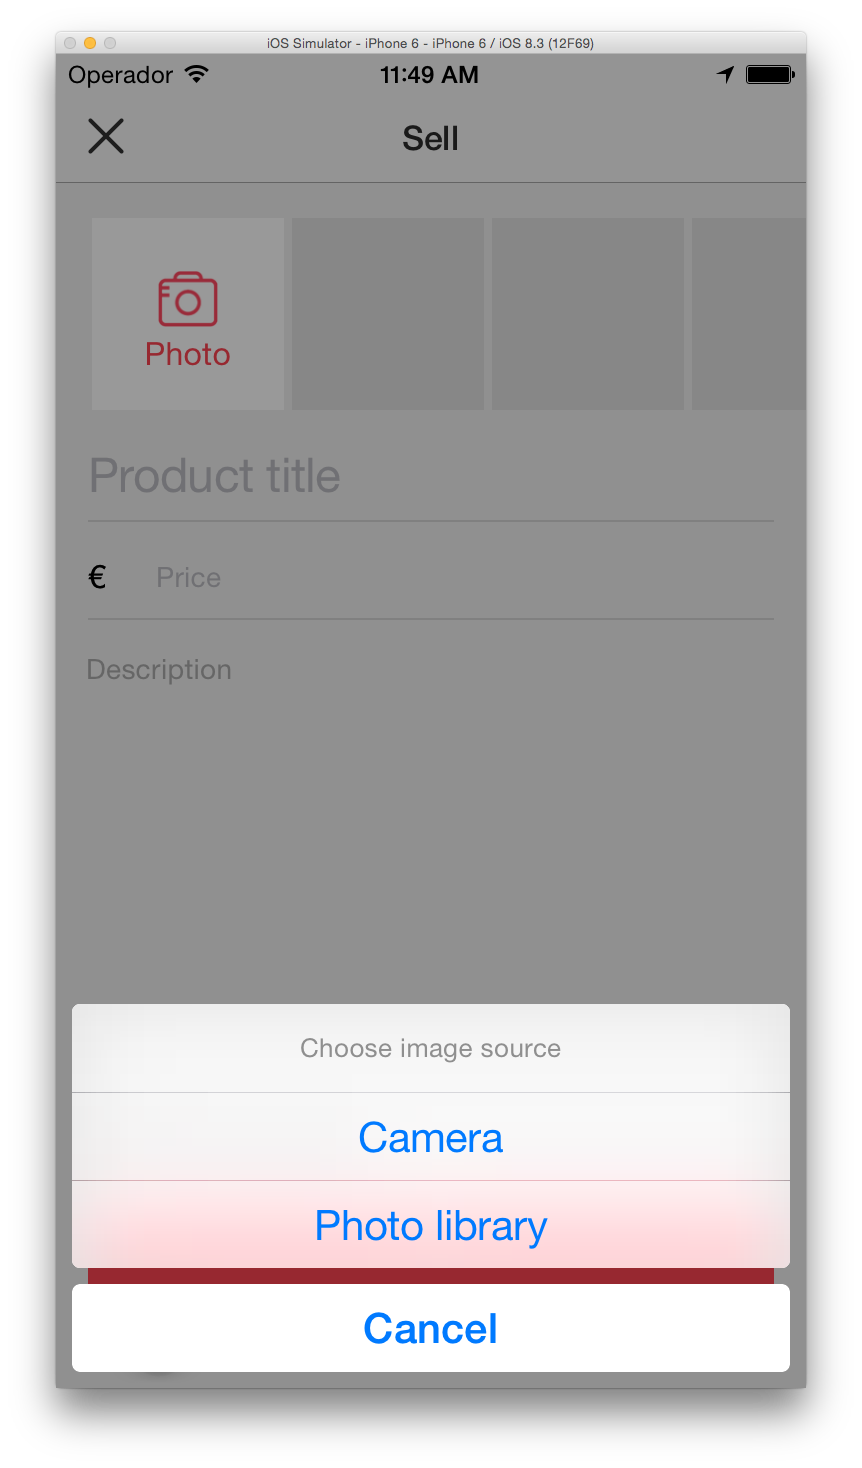 iOS Simulator - iPhone 6 - iPhone 6 / iOS 8.3 (12F69)
Operador 11:49 AM
Sell
Photo
Product title
€ Price
Description
Choose image source
Camera
Photo library
Cancel